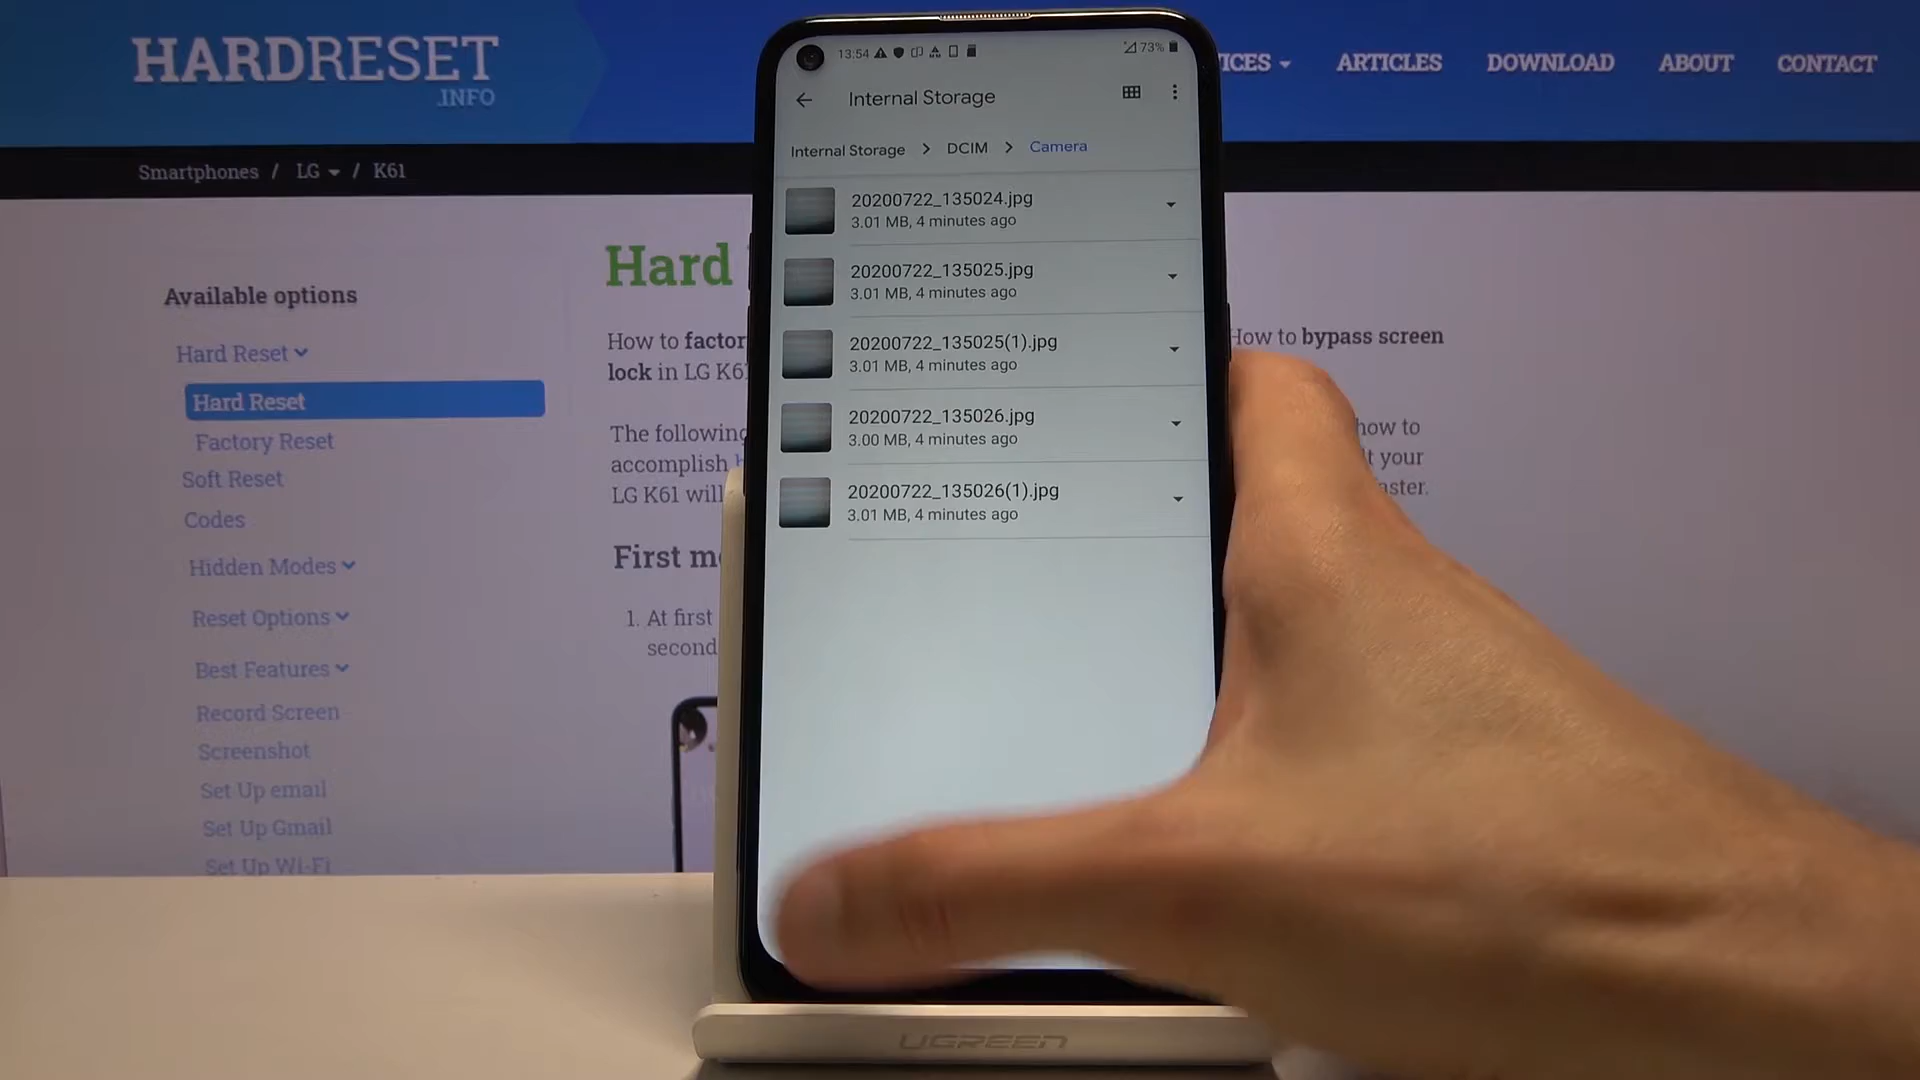 HARDRESET
.INFO
ARTICLES
DOWNLOAD
ABOUT
CONTACT
Smartphones / LG / K61
Available options
Hard Reset
Hard Reset
Factory Reset
Soft Reset
Codes
Hidden Modes
Reset Options
Best Features
Record Screen
Screenshot
Set Up email
Set Up Gmail
Set Up Wi-Fi
Hard
How to
lock in LG K61
The following
accomplish
LG K61 will
First
1. At first
second
How to bypass screen
how to
your
13:54
73%
Internal Storage
Internal Storage > DCIM > Camera
20200722_135024.jpg
3.01 MB, 4 minutes ago
20200722_135025.jpg
3.01 MB, 4 minutes ago
20200722_135025(1).jpg
3.01 MB, 4 minutes ago
20200722_135026.jpg
3.00 MB, 4 minutes ago
20200722_135026(1).jpg
3.01 MB, 4 minutes ago
UGREEN